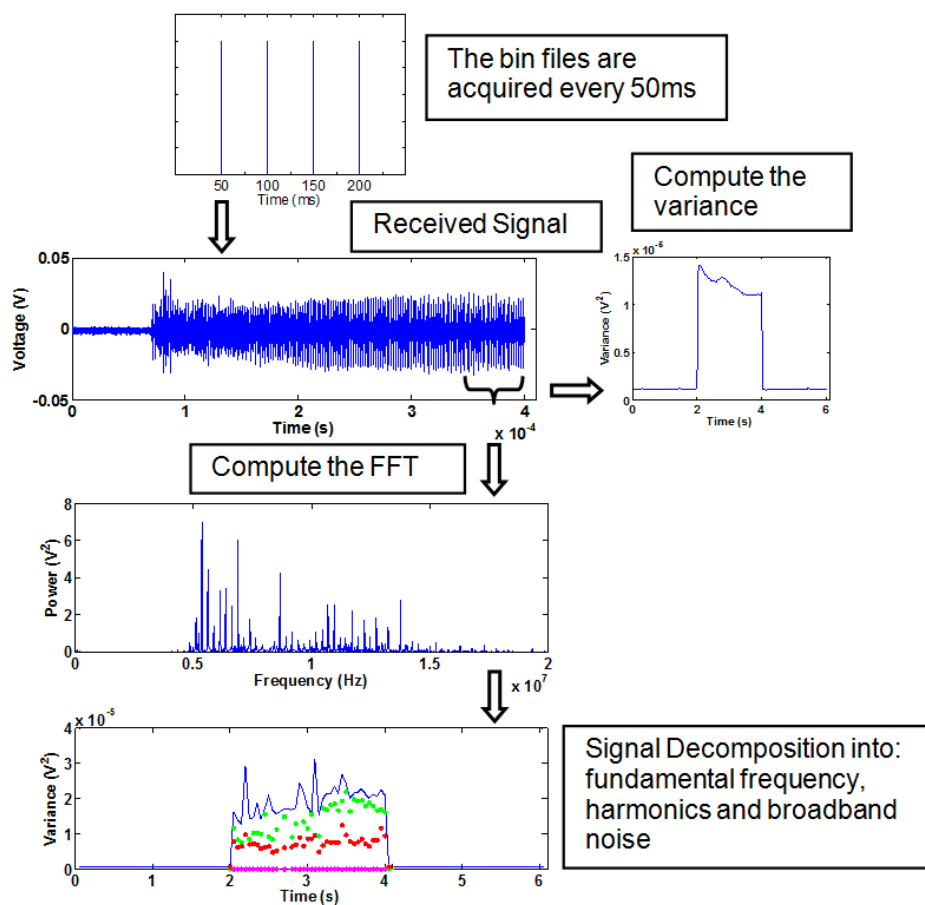 The bin files are
acquired every 50ms
50 100 150 200
Time (ms)
Compute the
variance
Received Signal
0.05
0
-0.05
Voltage (V)
0 1 2 3 4
Time (s)
x 10⁻⁴
x 10⁻⁵
1.5
1
0.5
0
Variance (V²)
0 2 4 6
Time (s)
Compute the FFT
8
6
4
2
0
Power (V²)
0 0.5 1 1.5 2
Frequency (Hz)
x 10⁷
x 10⁻⁵
4
3
2
1
0
Variance (V²)
0 1 2 3 4 5 6
Time (s)
Signal Decomposition into:
fundamental frequency,
harmonics and broadband
noise